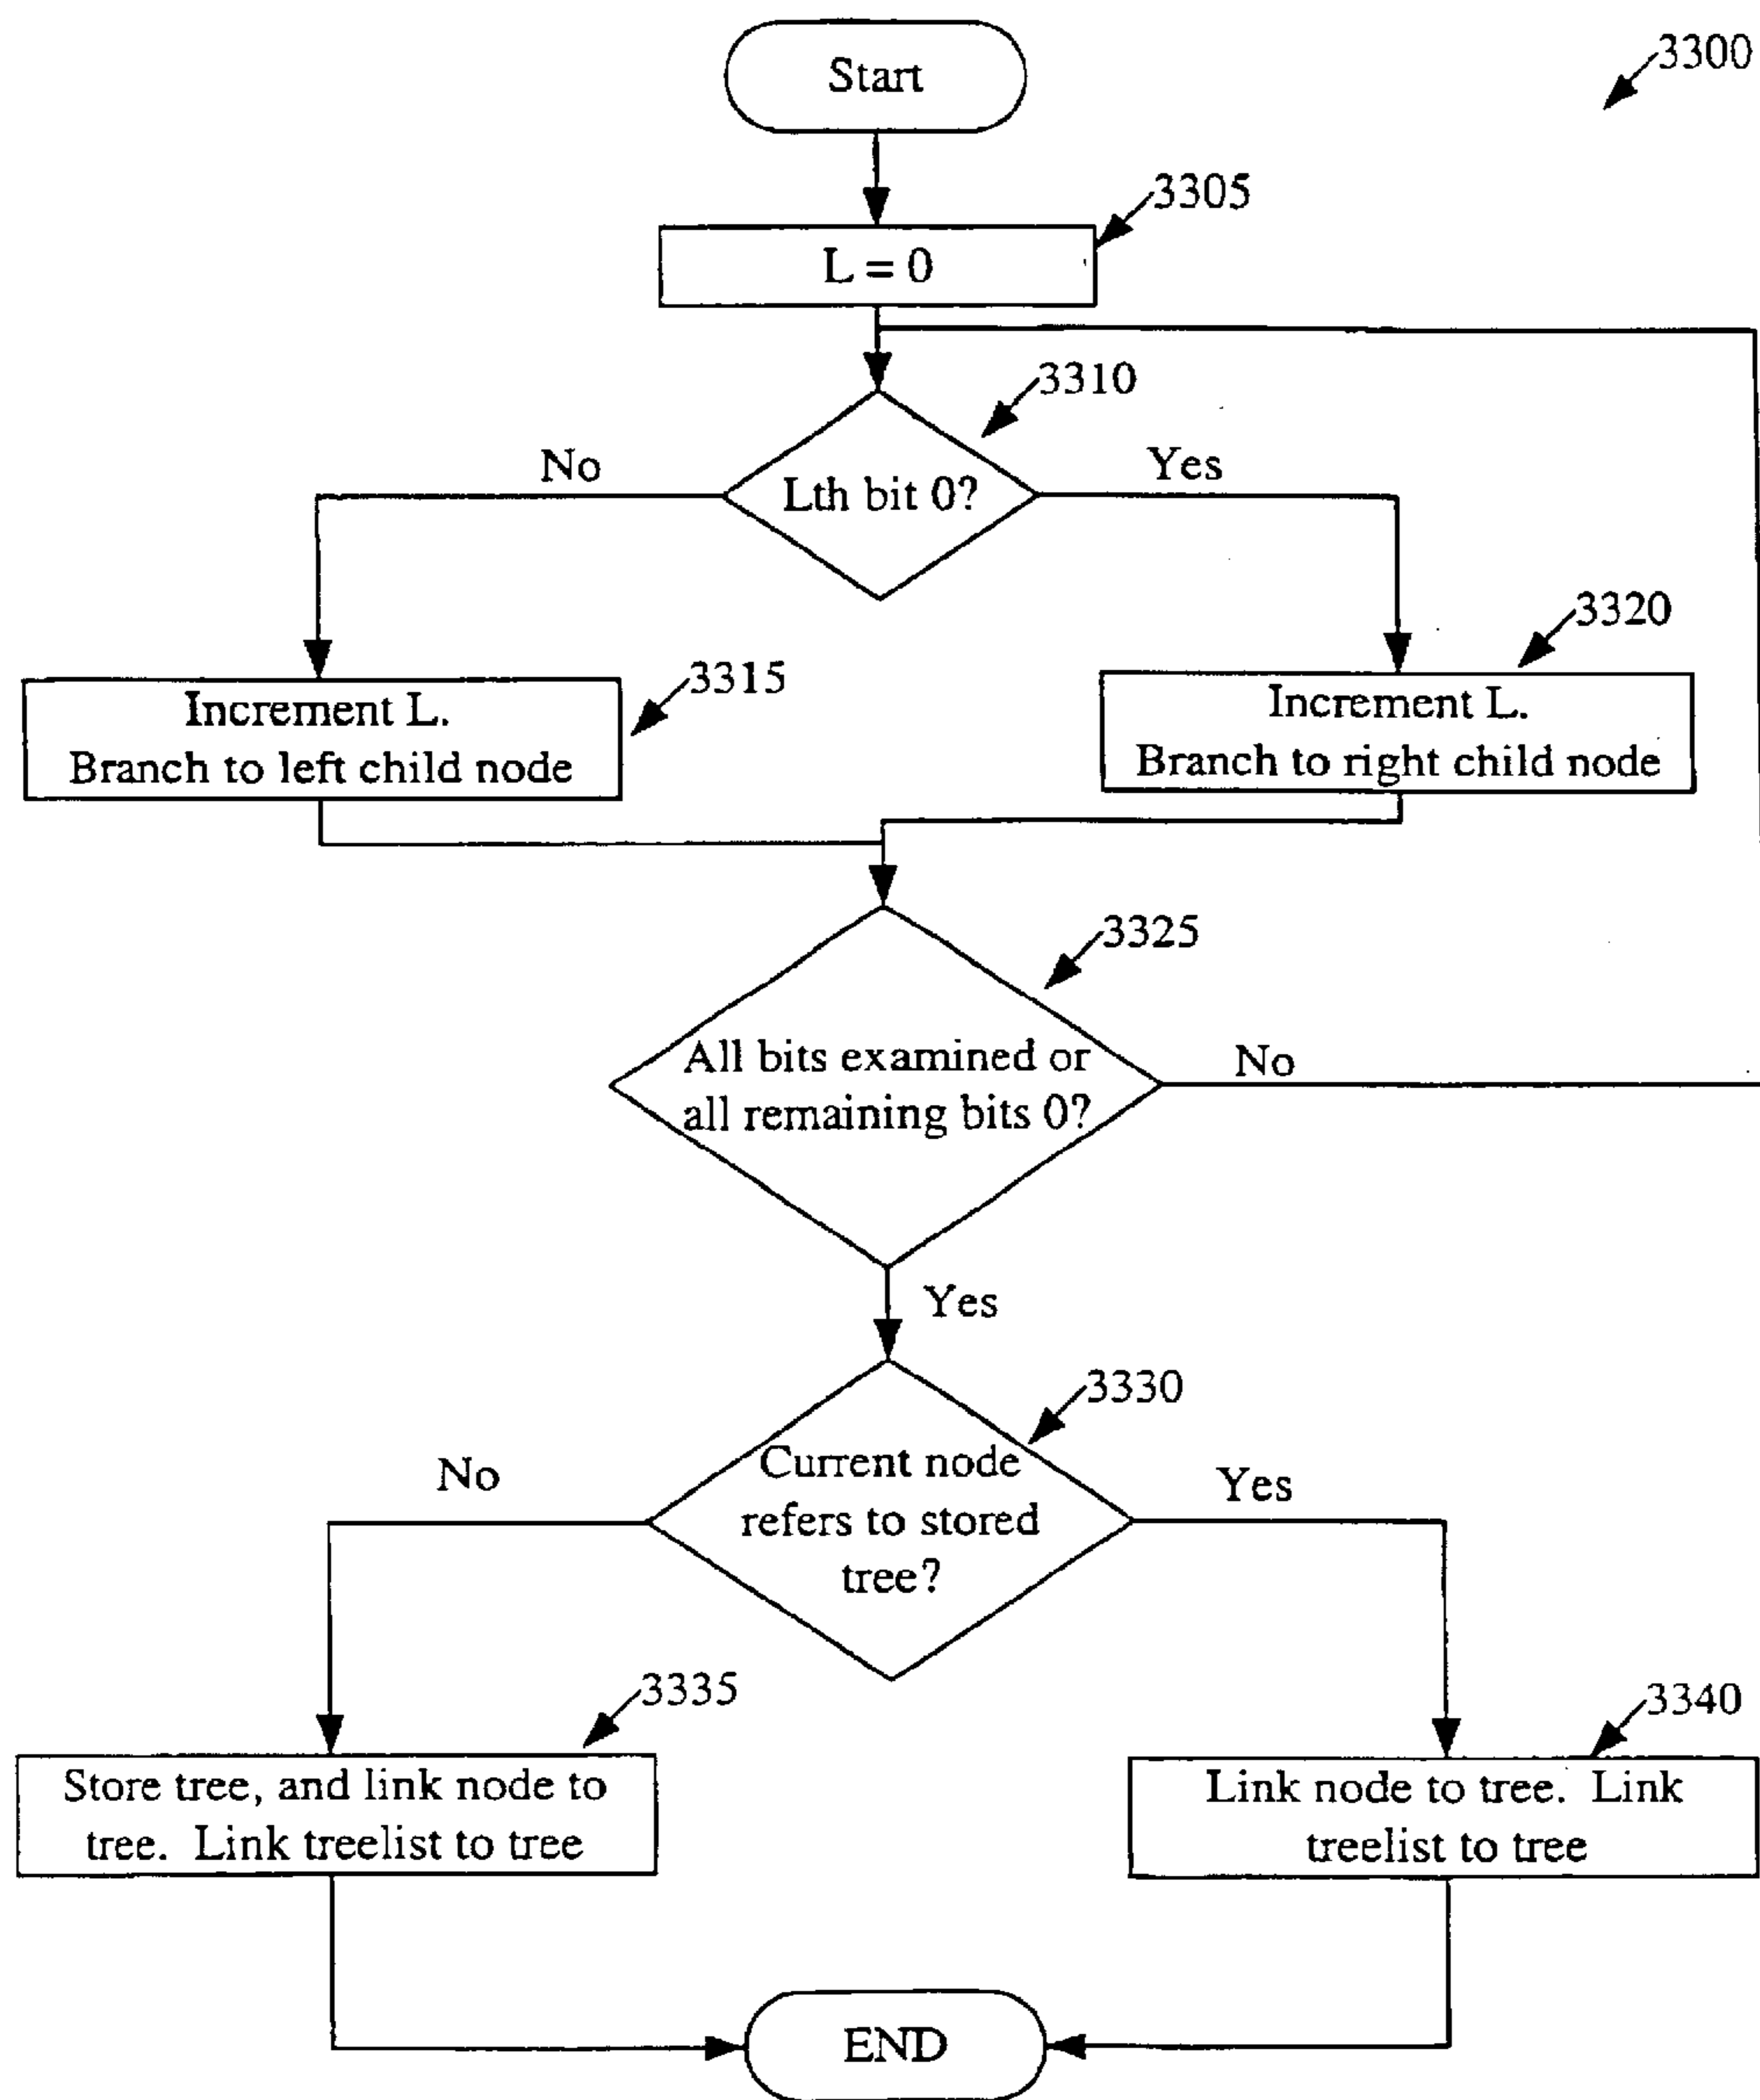 Start
3300
3305
L = 0
3310
No
Yes
Lth bit 0?
3320
3315
Increment L.
Branch to left child node
Increment L.
Branch to right child node
3325
All bits examined or
all remaining bits 0?
No
Yes
3330
No
Current node
refers to stored
tree?
Yes
3335
3340
Store tree, and link node to
tree. Link treelist to tree
Link node to tree. Link
treelist to tree
END